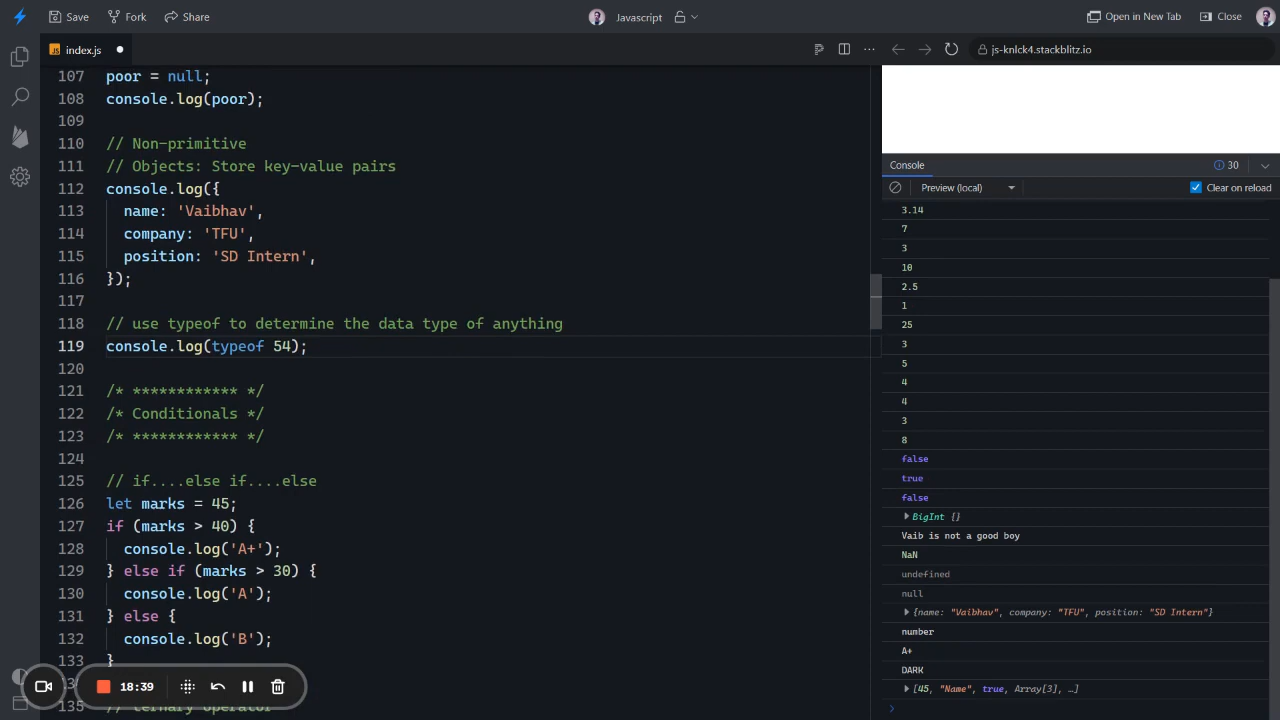 Save Fork Share Javascript Open in New Tab Close
JS index.js js-knlck4.stackblitz.io
107 poor = null;
108 console.log(poor);
109
110 // Non-primitive
111 // Objects: Store key-value pairs
112 console.log({
113 name: 'Vaibhav',
114 company: 'TFU',
115 position: 'SD Intern',
116 });
117
118 // use typeof to determine the data type of anything
119 console.log(typeof 54);
120
121 /* ************ */
122 /* Conditionals */
123 /* ************ */
124
125 // if....else if....else
126 let marks = 45;
127 if (marks > 40) {
128 console.log('A+');
129 } else if (marks > 30) {
130 console.log('A');
131 } else {
132 console.log('B');
133 }
135 // ternary operator
18:39
Console 30
Preview (local) Clear on reload
3.14
7
3
10
2.5
1
25
3
5
4
4
3
8
false
true
false
BigInt {}
Vaib is not a good boy
NaN
undefined
null
{name: "Vaibhav", company: "TFU", position: "SD Intern"}
number
A+
DARK
[45, "Name", true, Array[3], …]